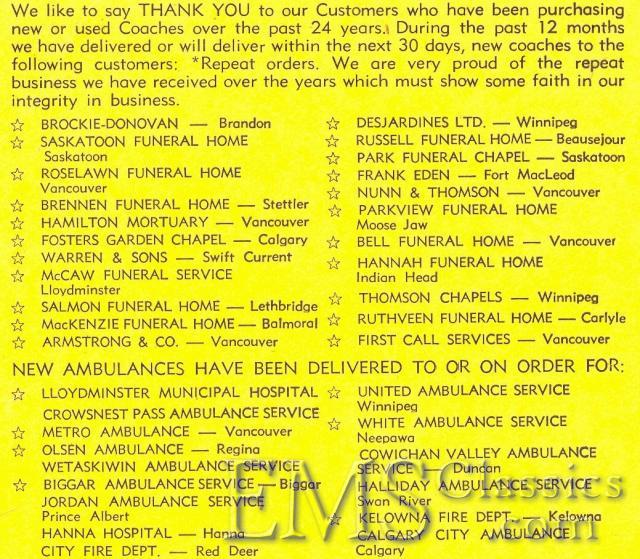 We like to say THANK YOU to our Customers who have been purchasing
new or used Coaches over the past 24 years. During the past 12 months
we have delivered or will deliver within the next 30 days, new coaches to the
following customers: *Repeat orders. We are very proud of the repeat
business we have received over the years which must show some faith in our
integrity in business.
☆ BROCKIE-DONOVAN — Brandon
☆ SASKATOON FUNERAL HOME
Saskatoon
☆ ROSELAWN FUNERAL HOME
Vancouver
☆ BRENNEN FUNERAL HOME — Stettler
☆ HAMILTON MORTUARY — Vancouver
☆ FOSTERS GARDEN CHAPEL — Calgary
☆ WARREN & SONS — Swift Current
☆ McCAW FUNERAL SERVICE
Lloydminster
☆ SALMON FUNERAL HOME — Lethbridge
☆ MacKENZIE FUNERAL HOME — Balmoral
☆ ARMSTRONG & CO. — Vancouver
☆ DESJARDINES LTD. — Winnipeg
☆ RUSSELL FUNERAL HOME — Beausejour
☆ PARK FUNERAL CHAPEL — Saskatoon
☆ FRANK EDEN — Fort MacLeod
☆ NUNN & THOMSON — Vancouver
☆ PARKVIEW FUNERAL HOME
Moose Jaw
☆ BELL FUNERAL HOME — Vancouver
☆ HANNAH FUNERAL HOME
Indian Head
☆ THOMSON CHAPELS — Winnipeg
☆ RUTHVEEN FUNERAL HOME — Carlyle
☆ FIRST CALL SERVICES — Vancouver
NEW AMBULANCES HAVE BEEN DELIVERED TO OR ON ORDER FOR:
☆ LLOYDMINSTER MUNICIPAL HOSPITAL
CROWSNEST PASS AMBULANCE SERVICE
☆ METRO AMBULANCE — Vancouver
☆ OLSEN AMBULANCE — Regina
WETASKIWIN AMBULANCE SERVICE
☆ BIGGAR AMBULANCE SERVICE — Biggar
JORDAN AMBULANCE SERVICE
Prince Albert
HANNA HOSPITAL — Hanna
CITY FIRE DEPT. — Red Deer
☆ UNITED AMBULANCE SERVICE
Winnipeg
☆ WHITE AMBULANCE SERVICE
Neepawa
COWICHAN VALLEY AMBULANCE
SERVICE — Duncan
HALLIDAY AMBULANCE SERVICE
Swan River
☆ KELOWNA FIRE DEPT. — Kelowna
CALGARY CITY AMBULANCE
Calgary
EMSClassics
.com